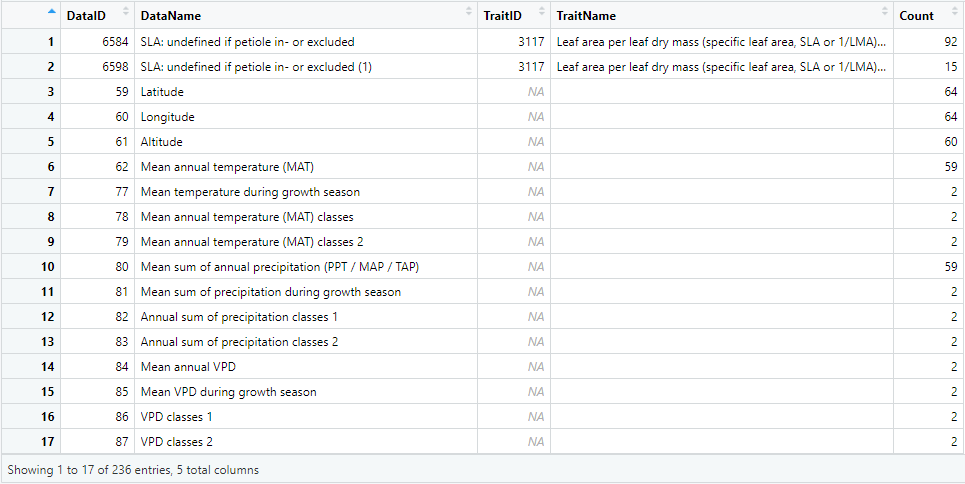 DataID DataName TraitID TraitName Count
1 6584 SLA: undefined if petiole in- or excluded 3117 Leaf area per leaf dry mass (specific leaf area, SLA or 1/LMA)... 92
2 6598 SLA: undefined if petiole in- or excluded (1) 3117 Leaf area per leaf dry mass (specific leaf area, SLA or 1/LMA)... 15
3 59 Latitude NA 64
4 60 Longitude NA 64
5 61 Altitude NA 60
6 62 Mean annual temperature (MAT) NA 59
7 77 Mean temperature during growth season NA 2
8 78 Mean annual temperature (MAT) classes NA 2
9 79 Mean annual temperature (MAT) classes 2 NA 2
10 80 Mean sum of annual precipitation (PPT / MAP / TAP) NA 59
11 81 Mean sum of precipitation during growth season NA 2
12 82 Annual sum of precipitation classes 1 NA 2
13 83 Annual sum of precipitation classes 2 NA 2
14 84 Mean annual VPD NA 2
15 85 Mean VPD during growth season NA 2
16 86 VPD classes 1 NA 2
17 87 VPD classes 2 NA 2
Showing 1 to 17 of 236 entries, 5 total columns